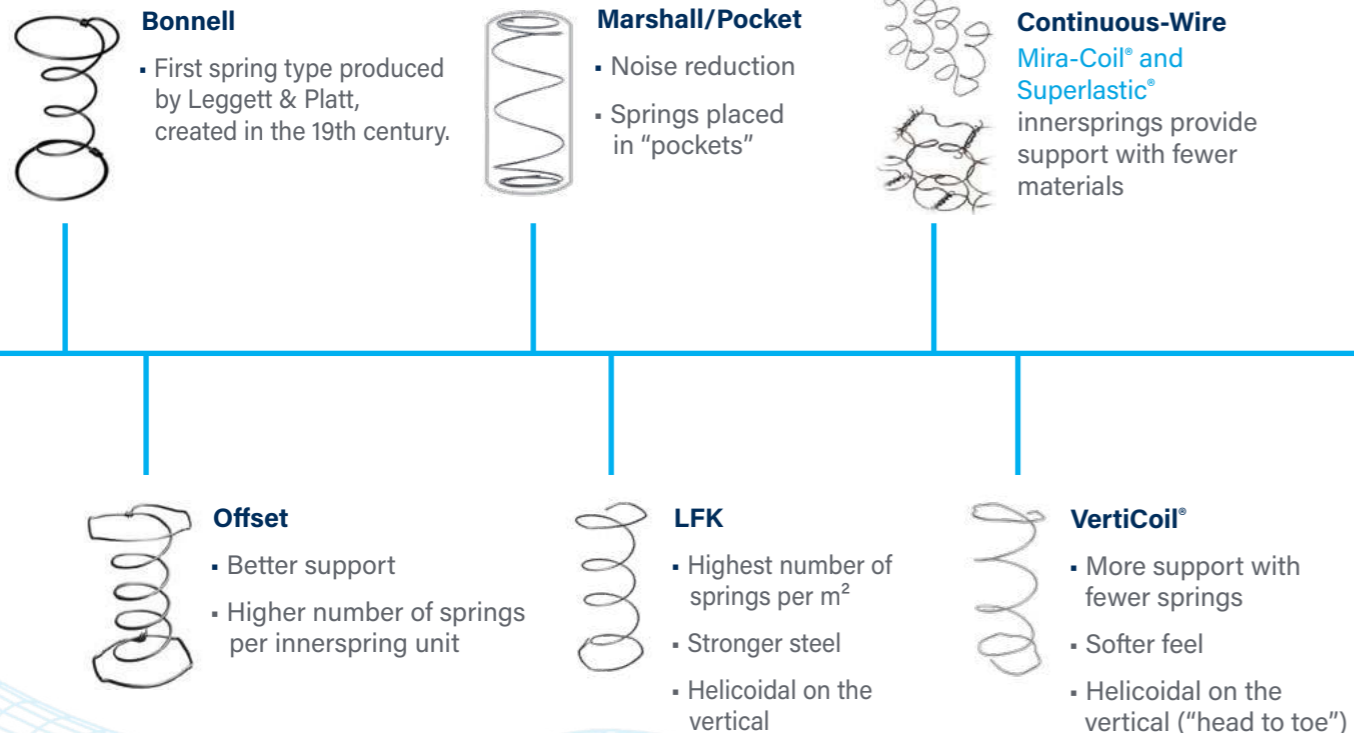 Bonnell
▪ First spring type produced
by Leggett & Platt,
created in the 19th century.
Marshall/Pocket
▪ Noise reduction
▪ Springs placed
in “pockets”
Continuous-Wire
Mira-Coil® and
Superlastic®
innersprings provide
support with fewer
materials
Offset
▪ Better support
▪ Higher number of springs
per innerspring unit
LFK
▪ Highest number of
springs per m²
▪ Stronger steel
▪ Helicoidal on the
vertical
VertiCoil®
▪ More support with
fewer springs
▪ Softer feel
▪ Helicoidal on the
vertical (“head to toe”)